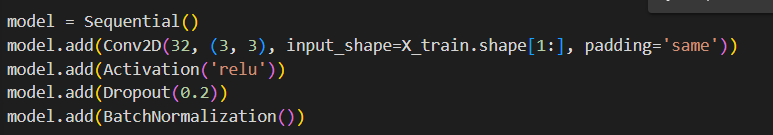 model = Sequential()
model.add(Conv2D(32, (3, 3), input_shape=X_train.shape[1:], padding='same'))
model.add(Activation('relu'))
model.add(Dropout(0.2))
model.add(BatchNormalization())